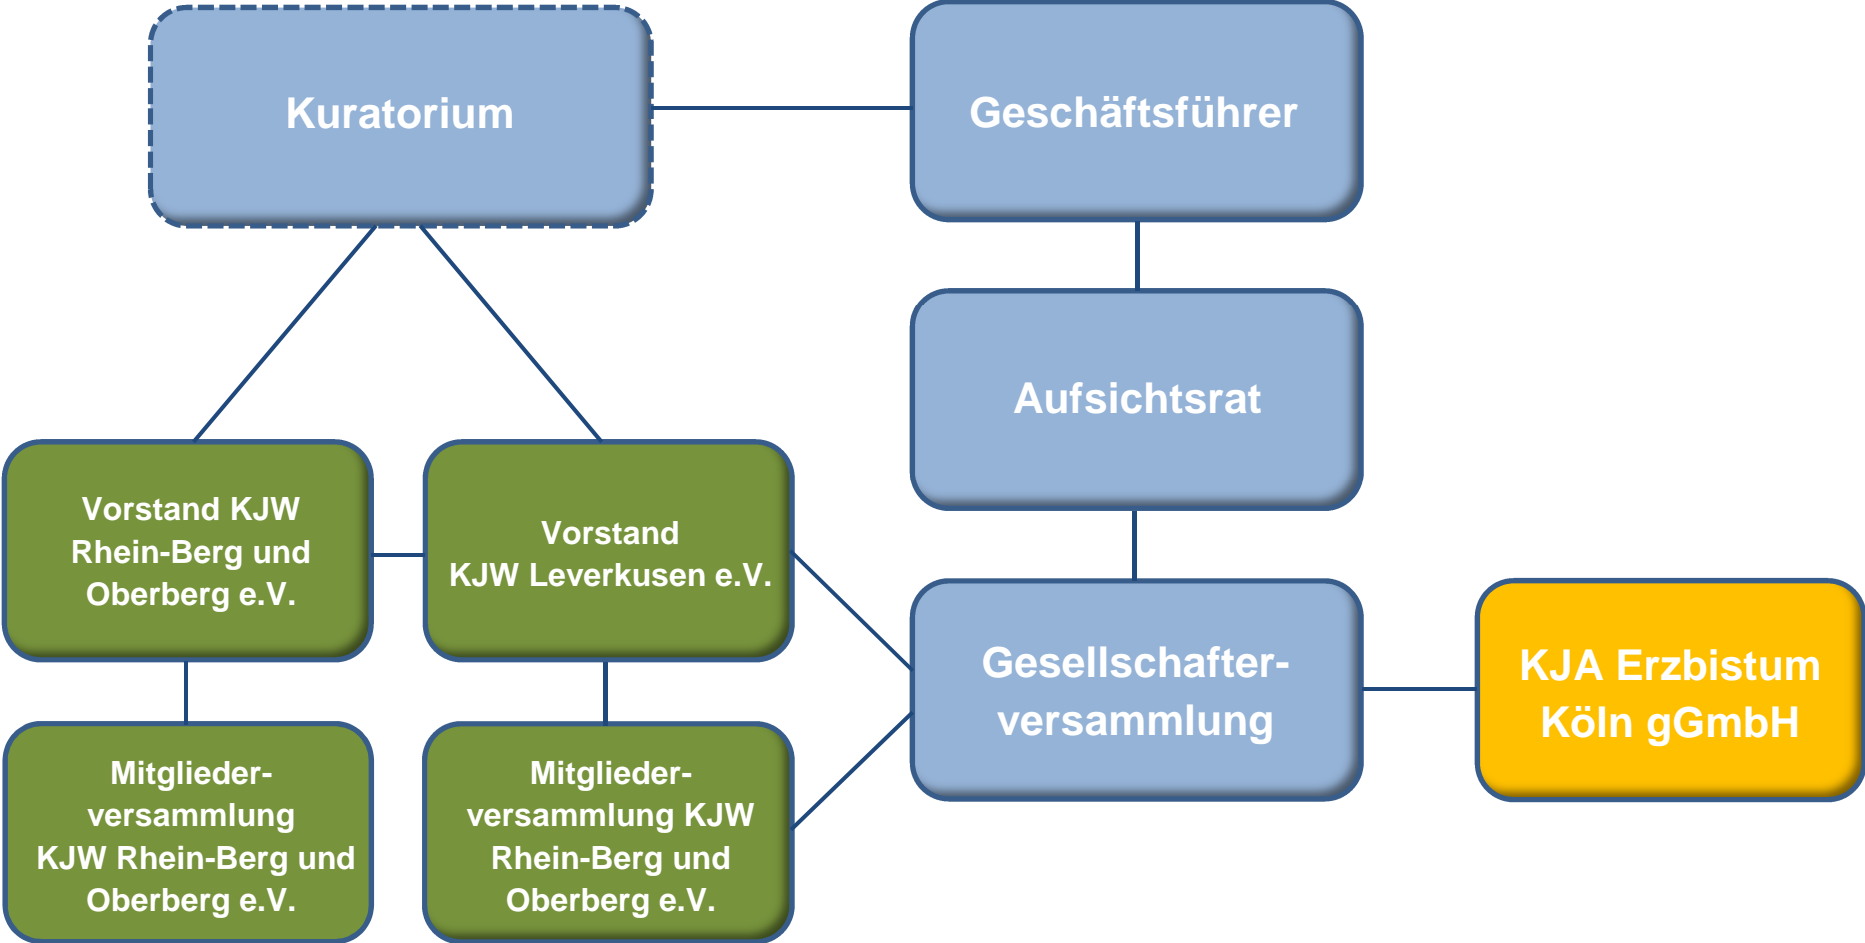 Kuratorium
Geschäftsführer
Aufsichtsrat
Vorstand KJW
Rhein-Berg und
Oberberg e.V.
Vorstand
KJW Leverkusen e.V.
Gesellschafter-
versammlung
KJA Erzbistum
Köln gGmbH
Mitglieder-
versammlung
KJW Rhein-Berg und
Oberberg e.V.
Mitglieder-
versammlung KJW
Rhein-Berg und
Oberberg e.V.